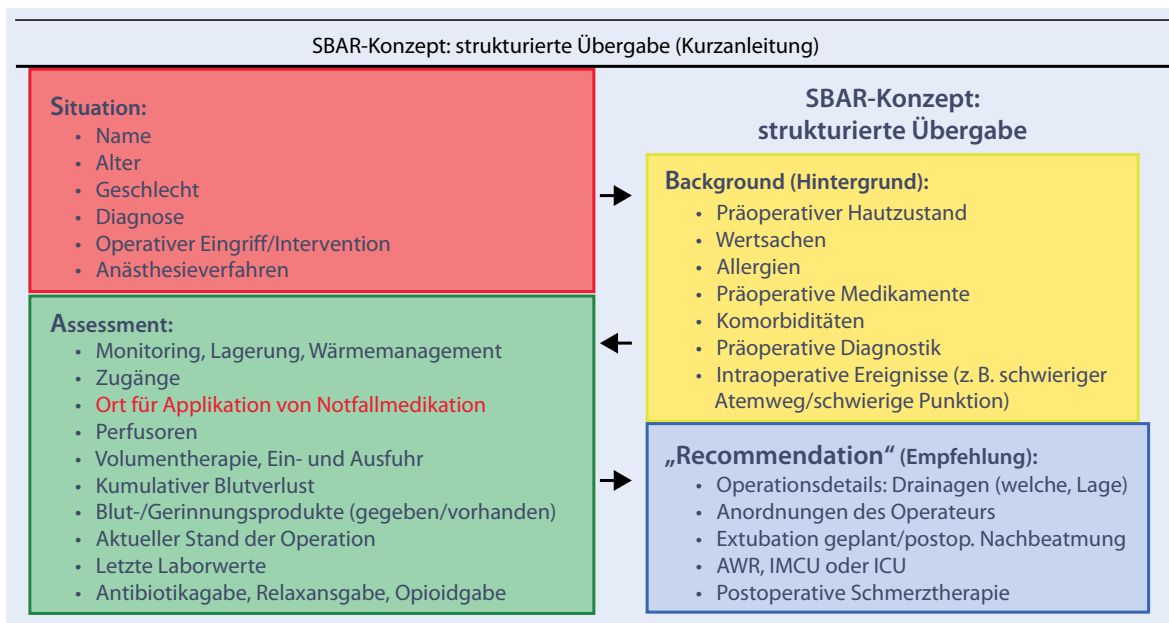 SBAR-Konzept: strukturierte Übergabe (Kurzanleitung)
Situation:
• Name
• Alter
• Geschlecht
• Diagnose
• Operativer Eingriff/Intervention
• Anästhesieverfahren
SBAR-Konzept:
strukturierte Übergabe
Background (Hintergrund):
• Präoperativer Hautzustand
• Wertsachen
• Allergien
• Präoperative Medikamente
• Komorbiditäten
• Präoperative Diagnostik
• Intraoperative Ereignisse (z. B. schwieriger
Atemweg/schwierige Punktion)
Assessment:
• Monitoring, Lagerung, Wärmemanagement
• Zugänge
• Ort für Applikation von Notfallmedikation
• Perfusoren
• Volumentherapie, Ein- und Ausfuhr
• Kumulativer Blutverlust
• Blut-/Gerinnungsprodukte (gegeben/vorhanden)
• Aktueller Stand der Operation
• Letzte Laborwerte
• Antibiotikagabe, Relaxansgabe, Opioidgabe
„Recommendation“ (Empfehlung):
• Operationsdetails: Drainagen (welche, Lage)
• Anordnungen des Operateurs
• Extubation geplant/postop. Nachbeatmung
• AWR, IMCU oder ICU
• Postoperative Schmerztherapie